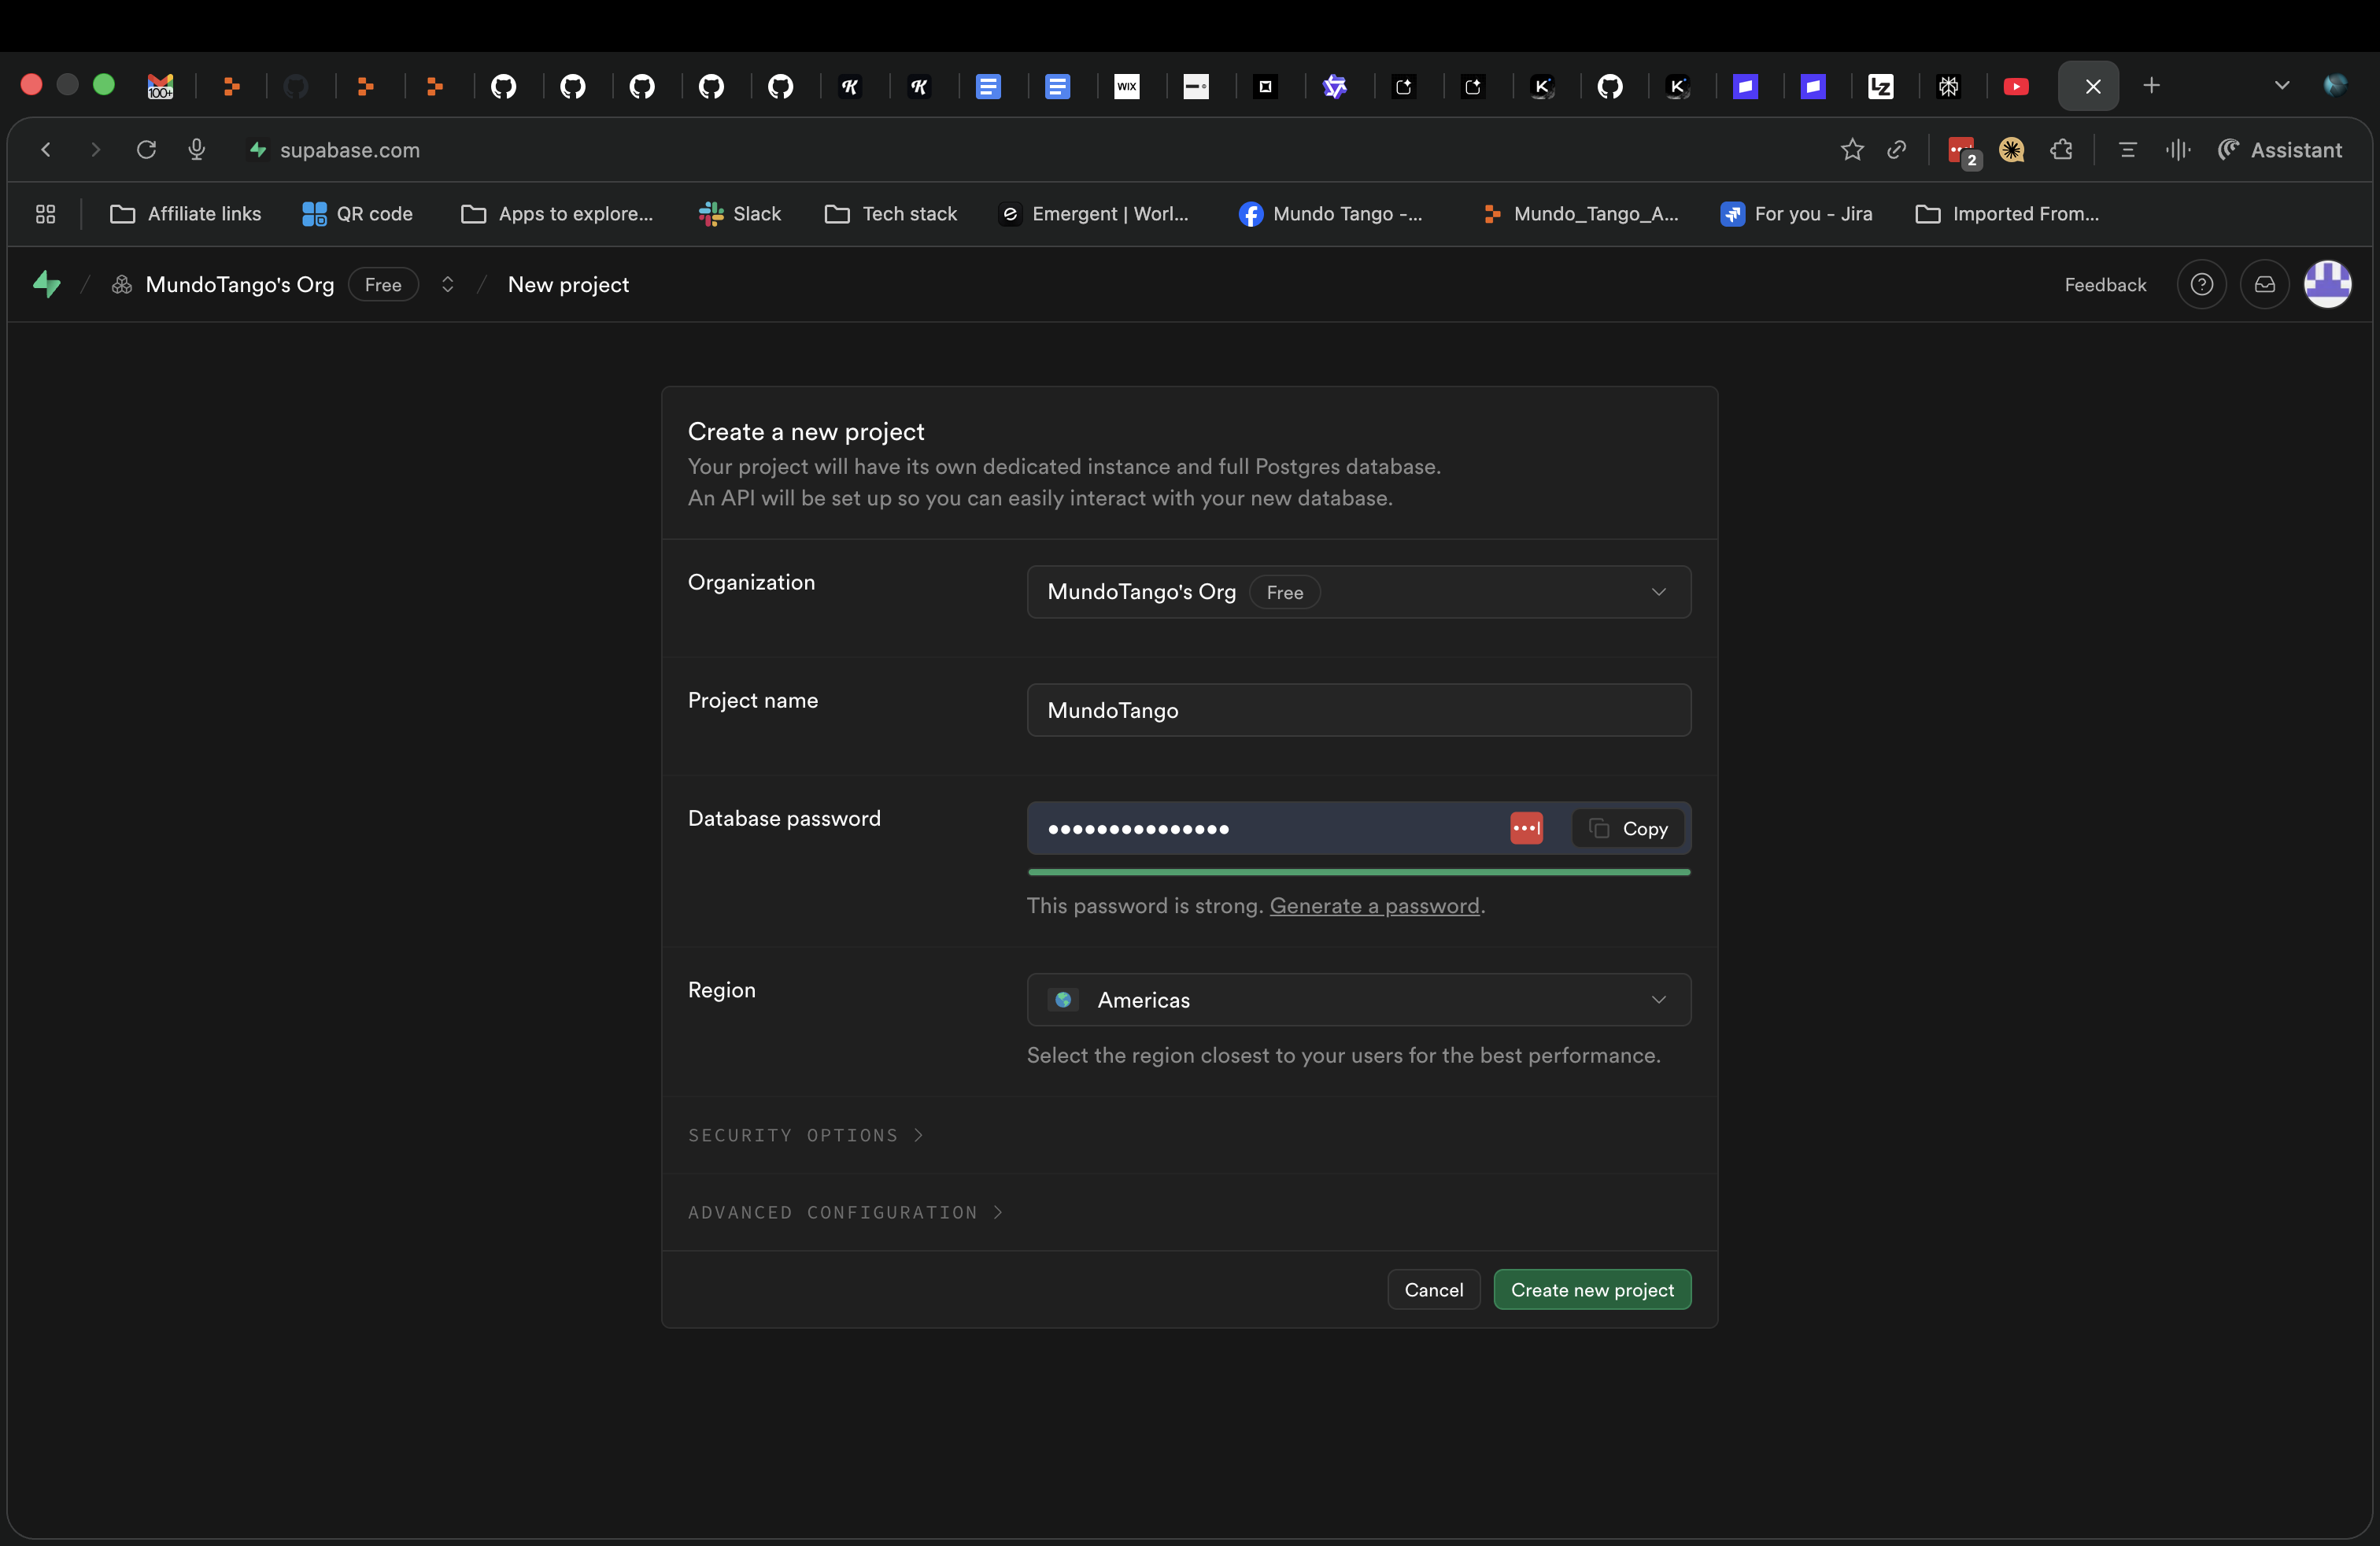 100+
WIX
LZ
supabase.com
2
Assistant
Affiliate links
QR code
Apps to explore...
Slack
Tech stack
Emergent | Worl...
Mundo Tango -...
Mundo_Tango_A...
For you - Jira
Imported From...
MundoTango's Org
Free
New project
Feedback
Create a new project
Your project will have its own dedicated instance and full Postgres database.
An API will be set up so you can easily interact with your new database.
Organization
MundoTango's Org
Free
Project name
MundoTango
Database password
Copy
This password is strong. Generate a password.
Region
Americas
Select the region closest to your users for the best performance.
SECURITY OPTIONS
ADVANCED CONFIGURATION
Cancel
Create new project